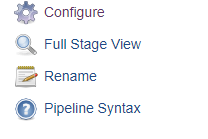 Configure
Full Stage View
Rename
Pipeline Syntax